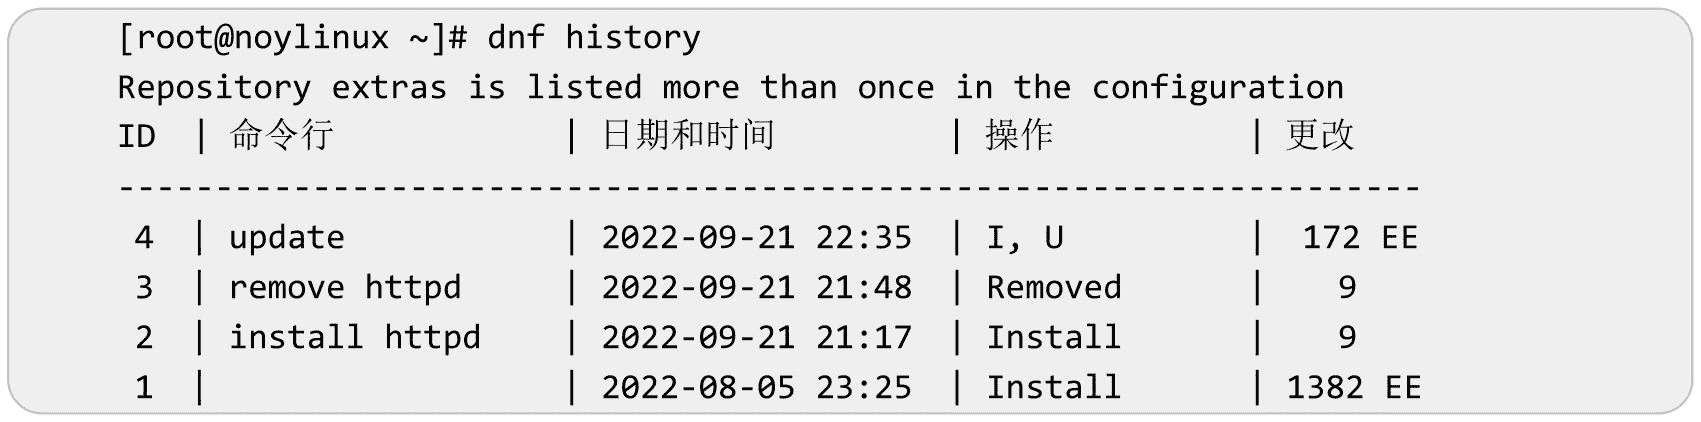 [root@noylinux ~]# dnf history
Repository extras is listed more than once in the configuration
ID | 命令行 | 日期和时间 | 操作 | 更改
-------------------------------------------------------------------
4 | update | 2022-09-21 22:35 | I, U | 172 EE
3 | remove httpd | 2022-09-21 21:48 | Removed | 9
2 | install httpd | 2022-09-21 21:17 | Install | 9
1 | | 2022-08-05 23:25 | Install | 1382 EE